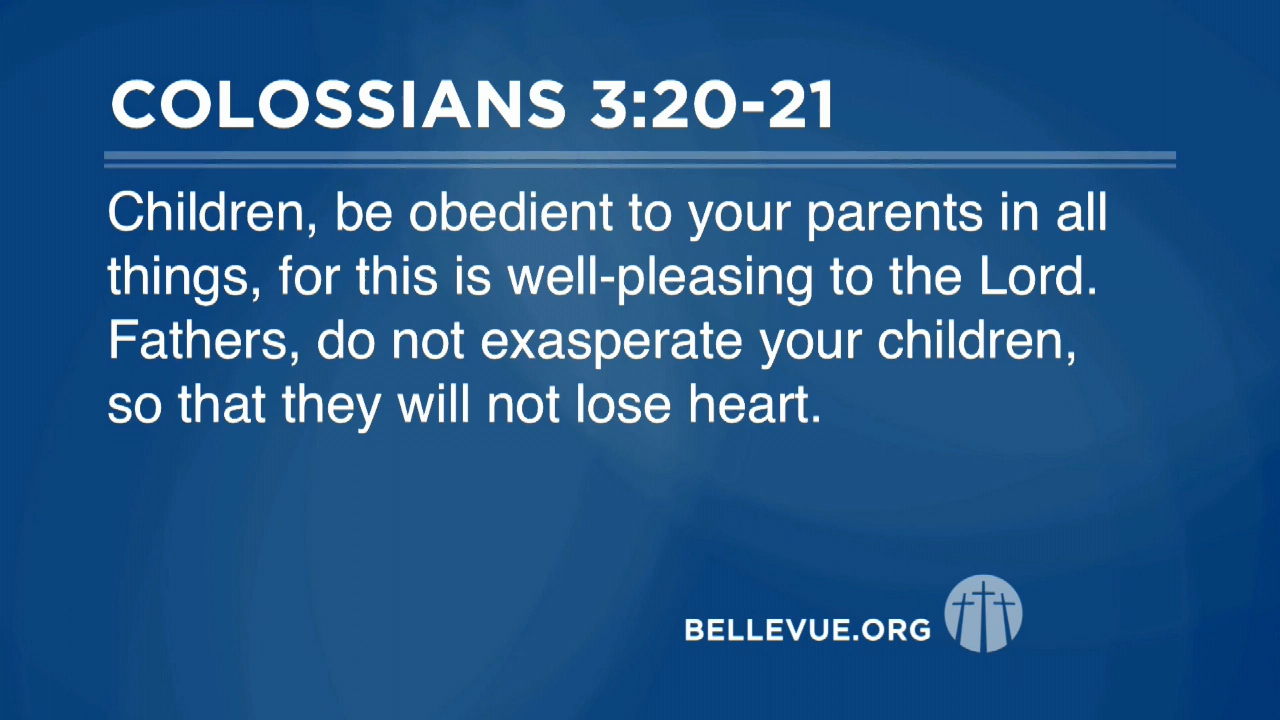 COLOSSIANS 3:20-21
Children, be obedient to your parents in all
things, for this is well-pleasing to the Lord.
Fathers, do not exasperate your children,
so that they will not lose heart.
BELLEVUE.ORG